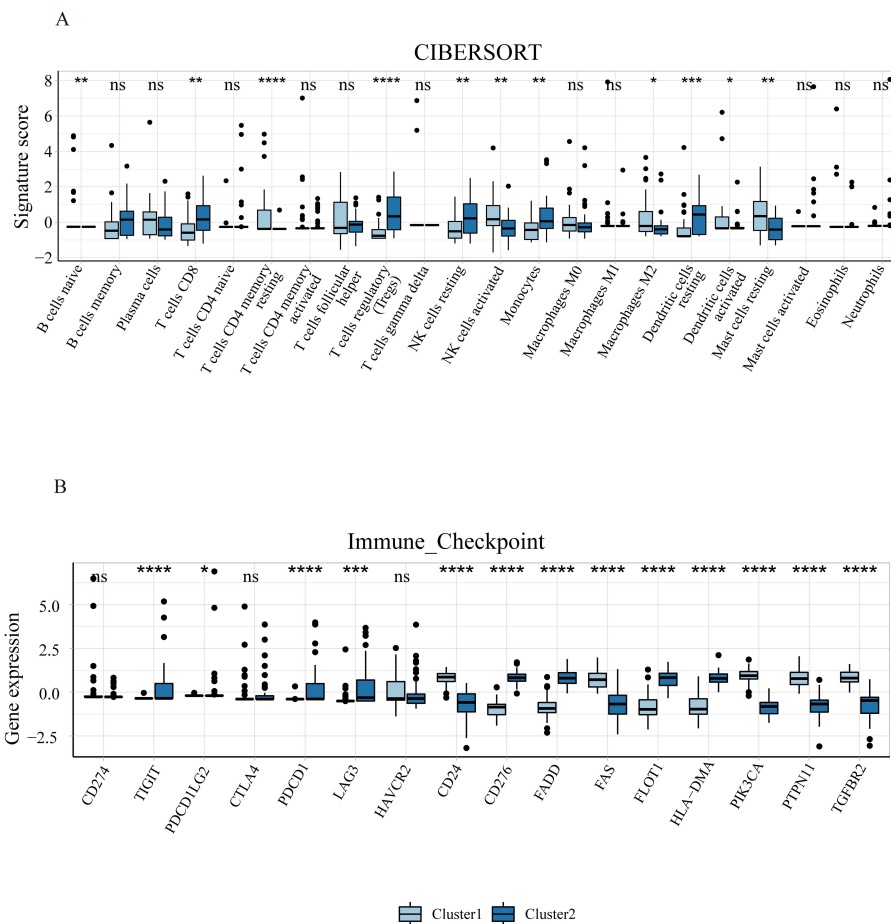 A
CIBERSORT
** ns ns ** ns **** ns ns **** ns ** ** ** ns ns * *** * ** ns ns ns
Signature score
8
6
4
2
0
−2
B cells naive
B cells memory
Plasma cells
T cells CD8
T cells CD4 naive
T cells CD4 memory
resting
T cells CD4 memory
activated
T cells follicular
helper
T cells regulatory
(Tregs)
T cells gamma delta
NK cells resting
NK cells activated
Monocytes
Macrophages M0
Macrophages M1
Macrophages M2
Dendritic cells
resting
Dendritic cells
activated
Mast cells resting
Mast cells activated
Eosinophils
Neutrophils
B
Immune_Checkpoint
ns **** * ns **** *** ns **** **** **** **** **** **** **** **** ****
Gene expression
5.0
2.5
0.0
−2.5
CD274
TIGIT
PDCD1LG2
CTLA4
PDCD1
LAG3
HAVCR2
CD24
CD276
FADD
FAS
FLOT1
HLA−DMA
PIK3CA
PTPN11
TGFBR2
Cluster1 Cluster2